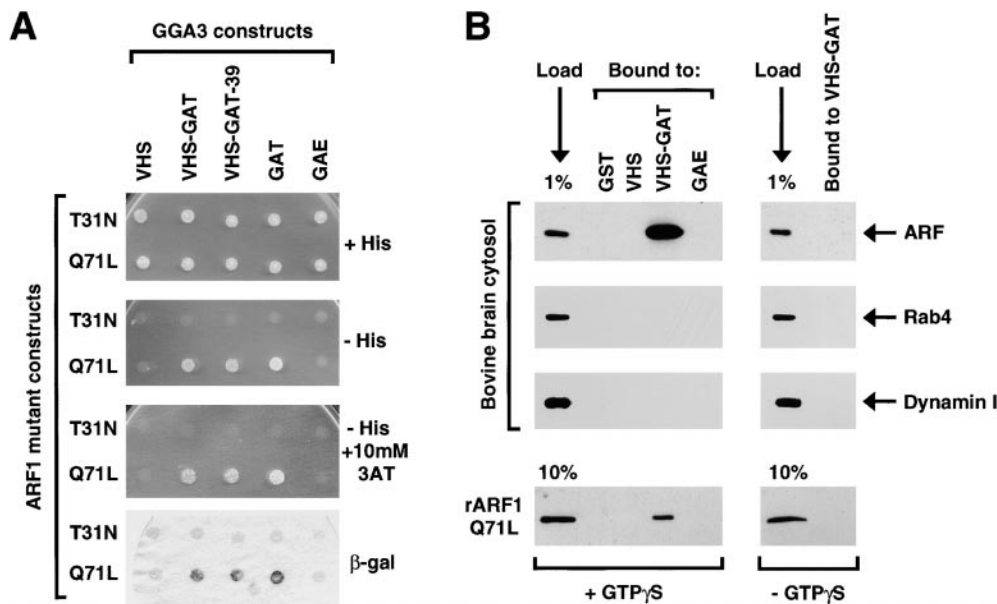 A
GGA3 constructs
VHS
VHS-GAT
VHS-GAT-39
GAT
GAE
ARF1 mutant constructs
T31N
Q71L
+ His
T31N
Q71L
- His
T31N
Q71L
- His
+10mM
3AT
T31N
Q71L
β-gal
B
Load
Bound to:
Load
Bound to VHS-GAT
GST
VHS
VHS-GAT
GAE
1%
1%
Bovine brain cytosol
ARF
Rab4
Dynamin I
10%
10%
rARF1
Q71L
+ GTPγS
- GTPγS